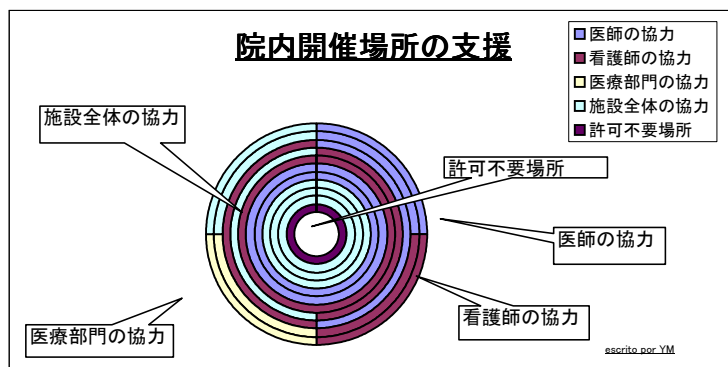 院内開催場所の支援
医師の協力
看護師の協力
医療部門の協力
施設全体の協力
許可不要場所
施設全体の協力
許可不要場所
医師の協力
看護師の協力
医療部門の協力
escrito por YM